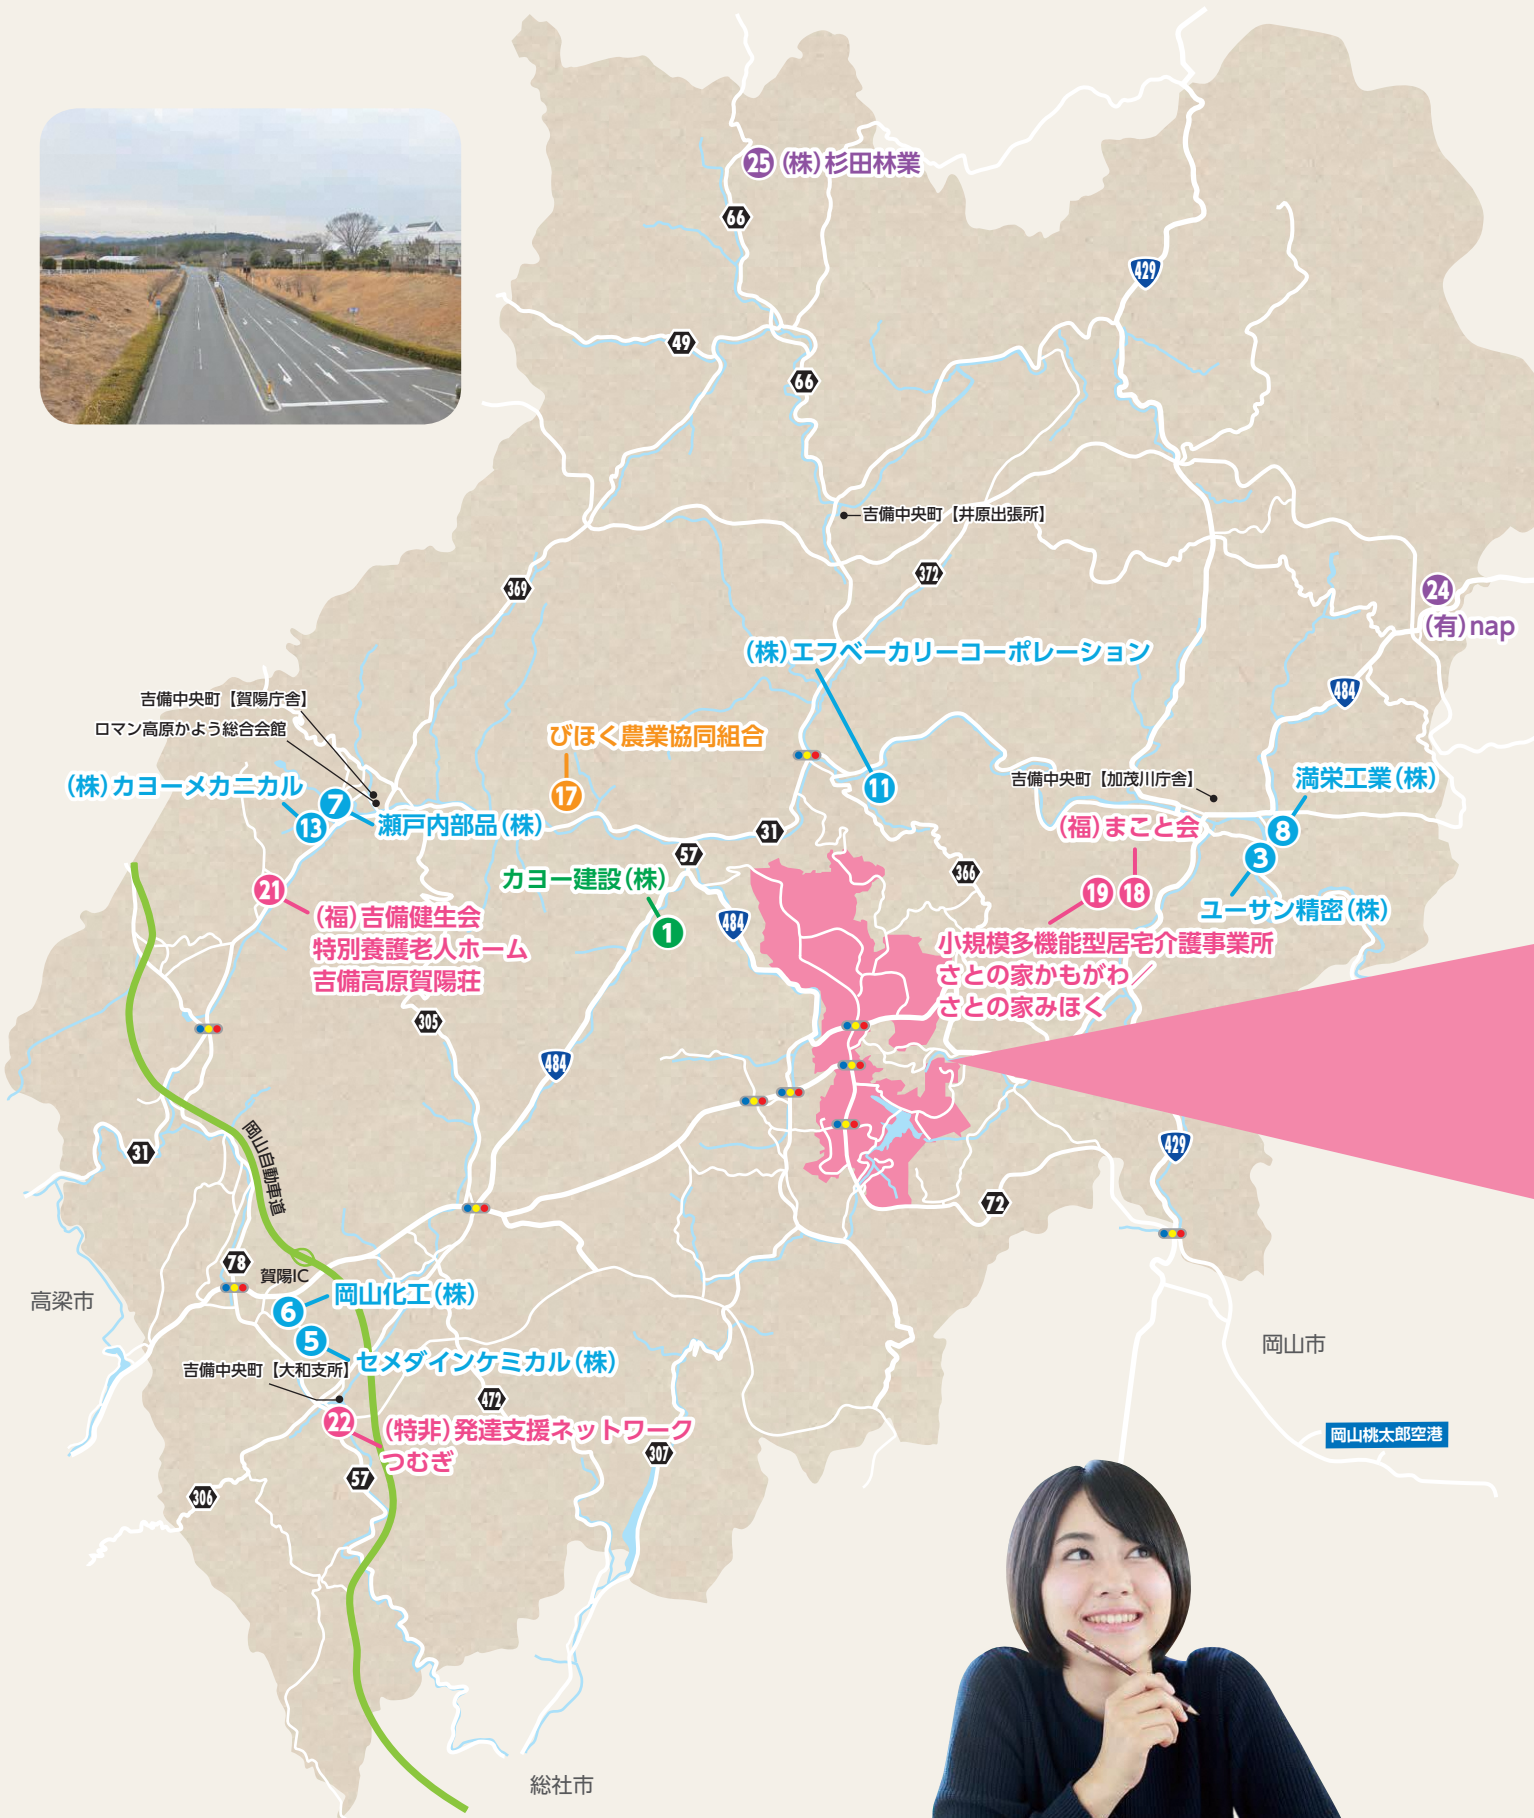 25 (株)杉田林業
66
429
49
66
吉備中央町【井原出張所】
372
369
24
(有)nap
(株)エフベーカリーコーポレーション
484
吉備中央町【賀陽庁舎】
ロマン高原かよう総合会館
びほく農業協同組合
17
11
吉備中央町【加茂川庁舎】
満栄工業(株)
8
(株)カヨーメカニカル
7
13
瀬戸内部品(株)
31
(福)まこと会
3
57
366
19 18
ユーサン精密(株)
カヨー建設(株)
1
484
21
(福)吉備健生会
特別養護老人ホーム
吉備高原賀陽荘
小規模多機能型居宅介護事業所
さとの家かもがわ／
さとの家みほく
305
484
31
岡山自動車道
429
72
78
賀陽IC
高梁市
6
岡山化工(株)
5
セメダインケミカル(株)
吉備中央町【大和支所】
岡山市
472
22
(特非)発達支援ネットワーク
つむぎ
307
岡山桃太郎空港
57
306
総社市